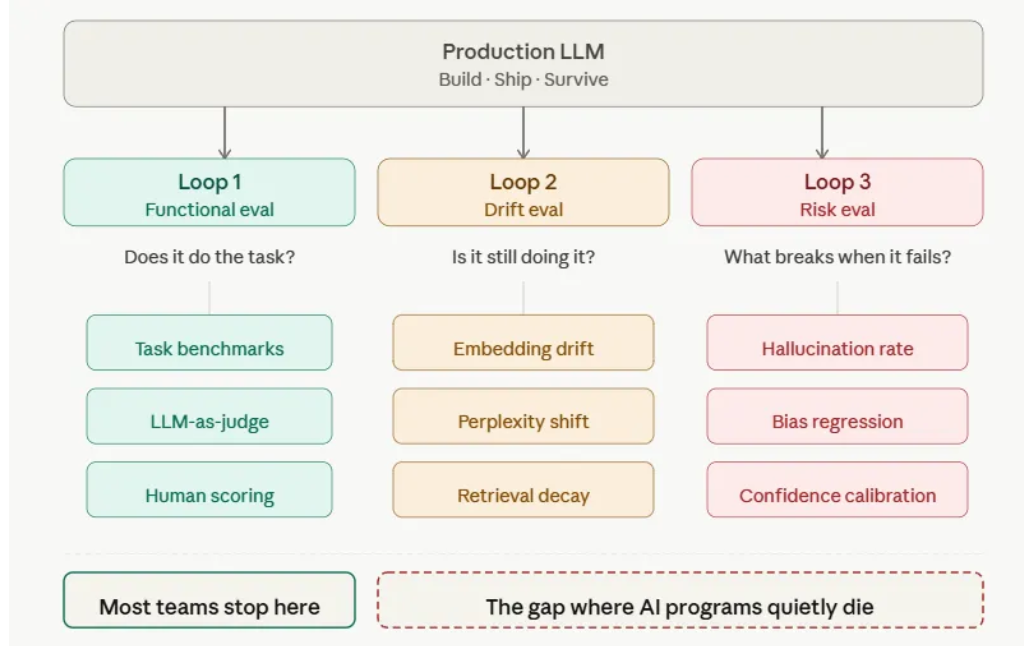 Production LLM
Build · Ship · Survive
Loop 1
Functional eval
Loop 2
Drift eval
Loop 3
Risk eval
Does it do the task?
Is it still doing it?
What breaks when it fails?
Task benchmarks
Embedding drift
Hallucination rate
LLM-as-judge
Perplexity shift
Bias regression
Human scoring
Retrieval decay
Confidence calibration
Most teams stop here
The gap where AI programs quietly die